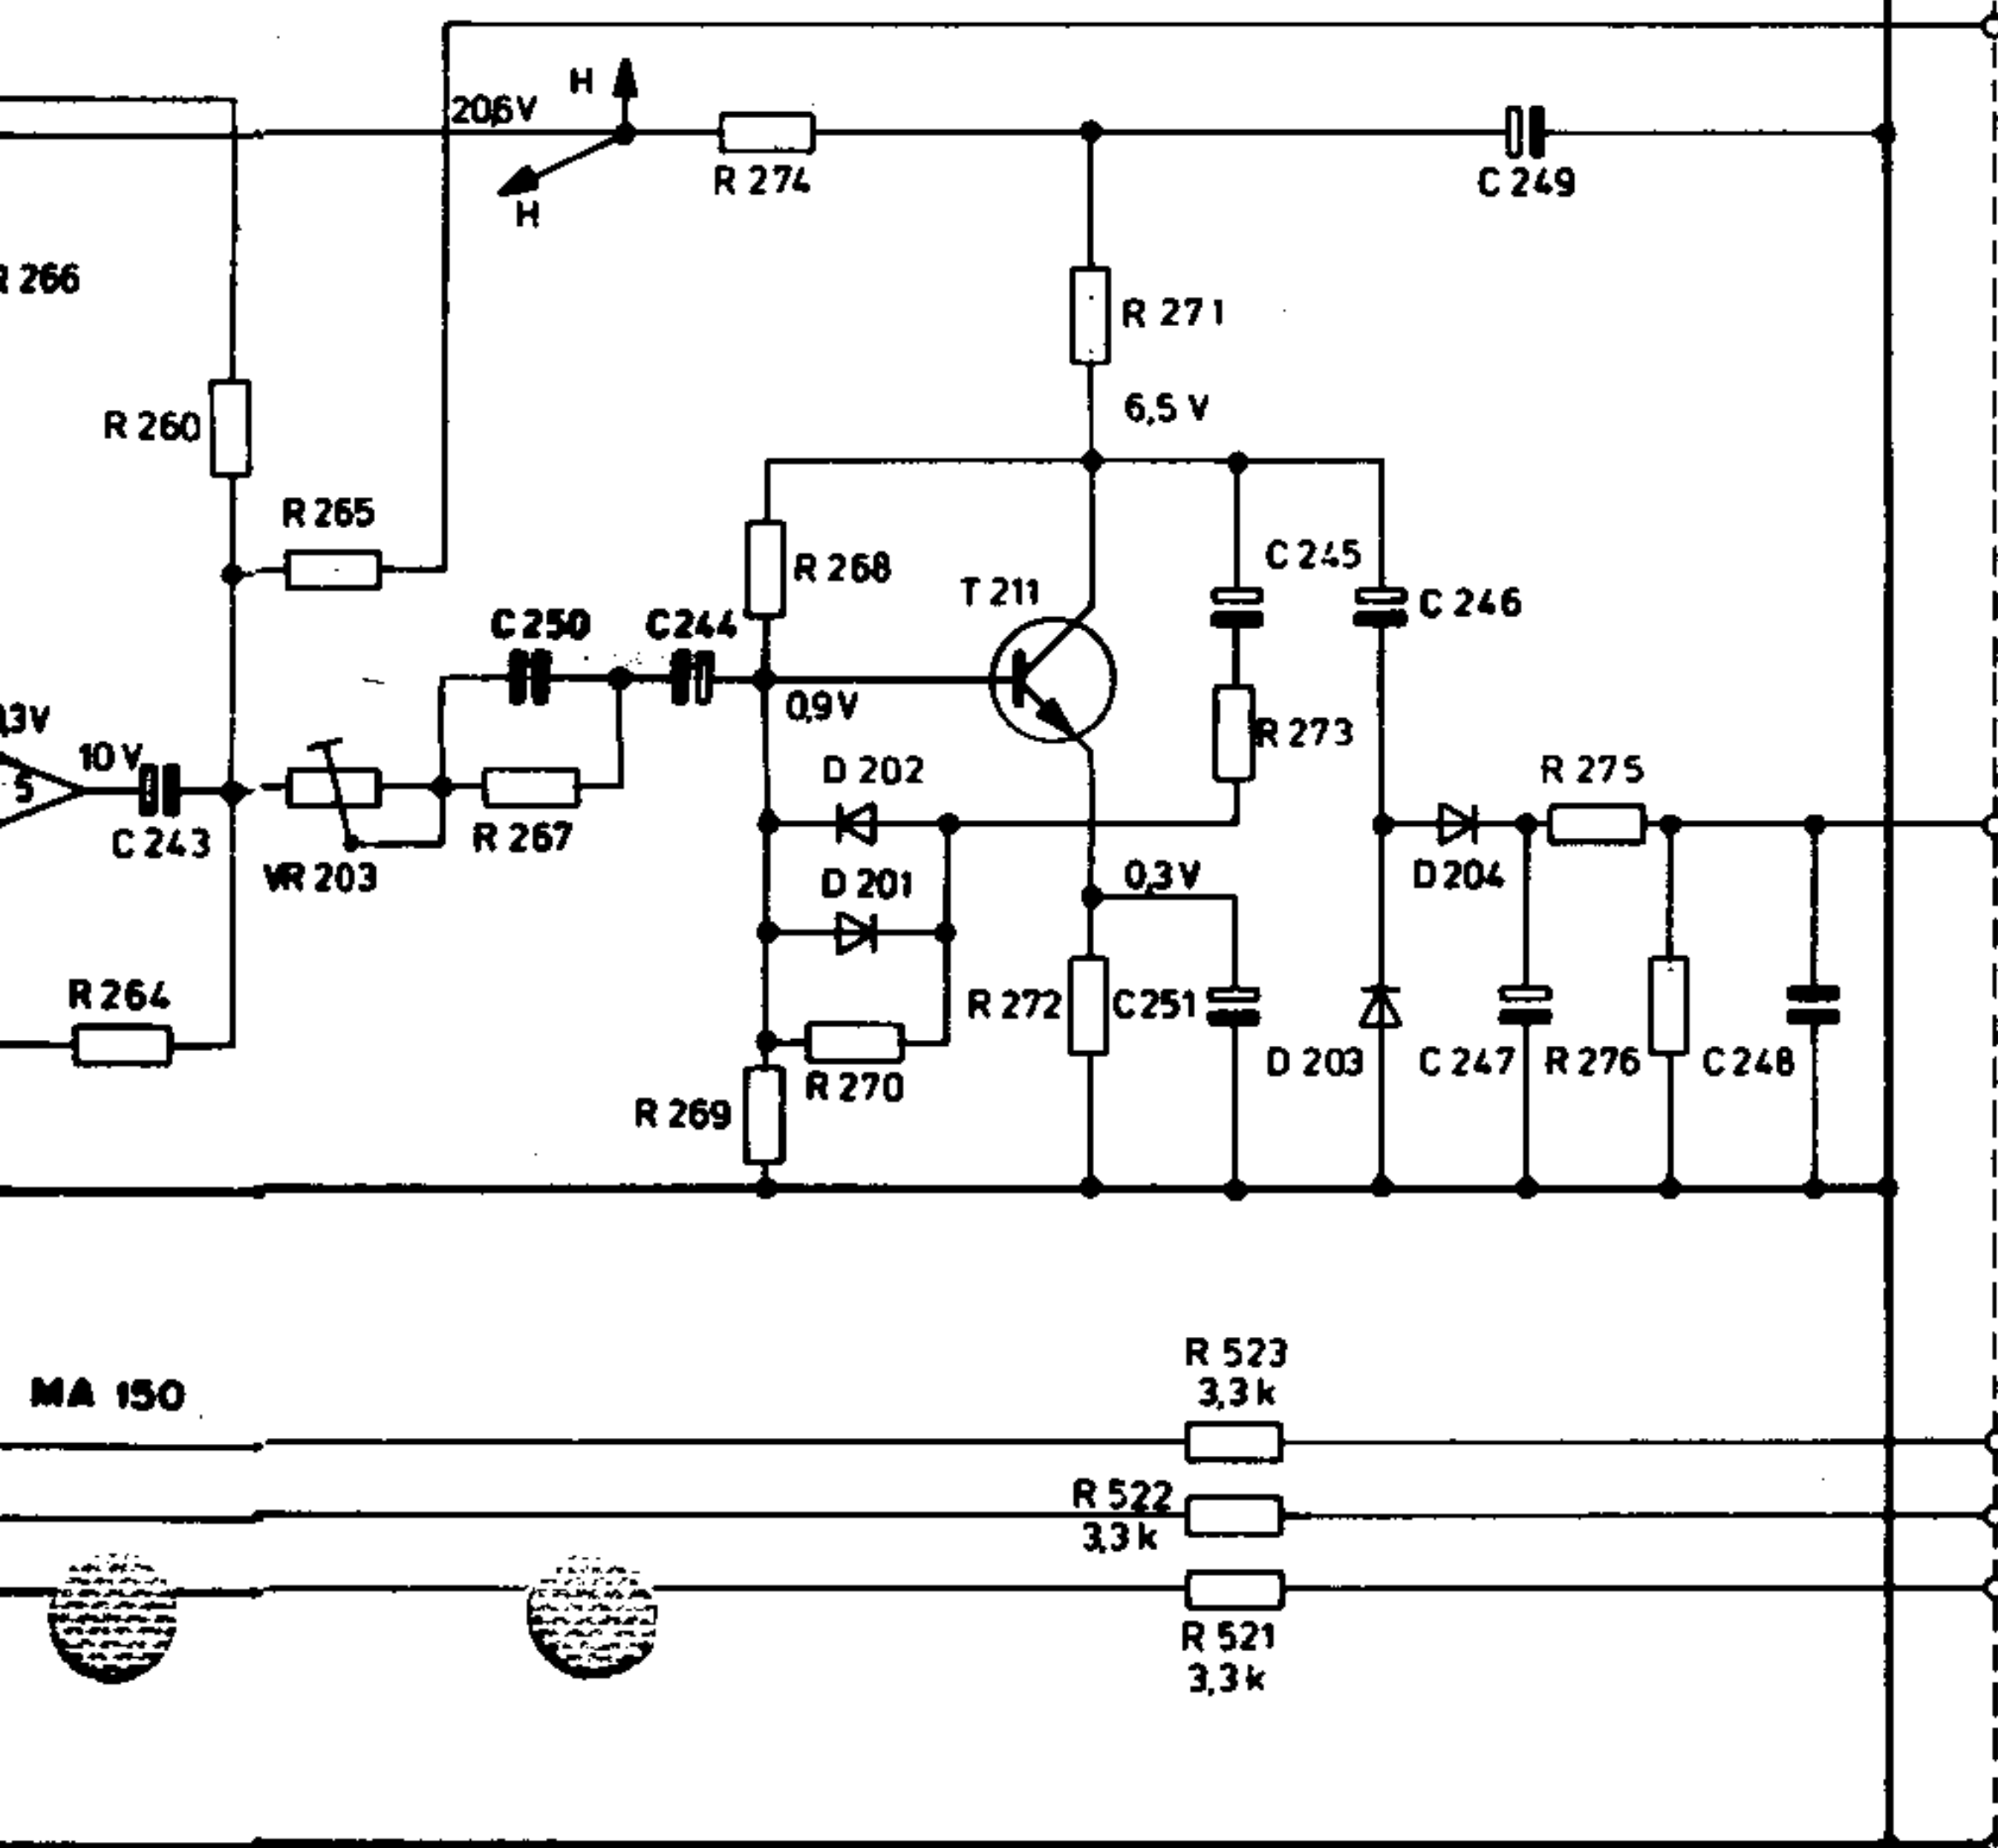 H
20,6V
R 274
C 249
H
R 266
R 271
6,5 V
R 260
R 265
C 245
R 268
T 211
C 246
C 250
C 244
0,9V
,3V
10 V
R 273
5
D 202
R 275
C 243
R 267
VR 203
D 201
0,3V
D 204
R 264
R 272
C251
D 203
C 247
R 276
C 248
R 270
R 269
R 523
3,3 k
MA 150
R 522
3,3 k
R 521
3,3 k